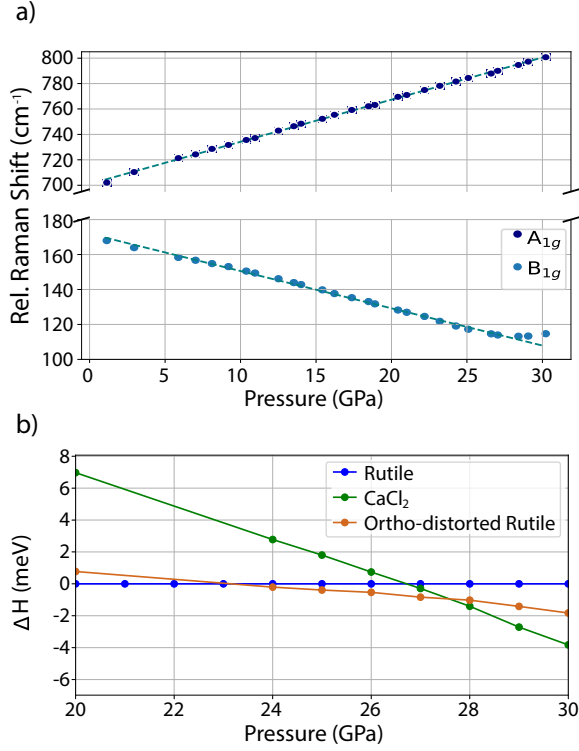 a)
Rel. Raman Shift (cm⁻¹)
800
780
760
740
720
700
180
160
140
120
100
A1g
B1g
0 5 10 15 20 25 30
Pressure (GPa)
b)
Δ H (meV)
8
6
4
2
0
-2
-4
-6
Rutile
CaCl₂
Ortho-distorted Rutile
20 22 24 26 28 30
Pressure (GPa)